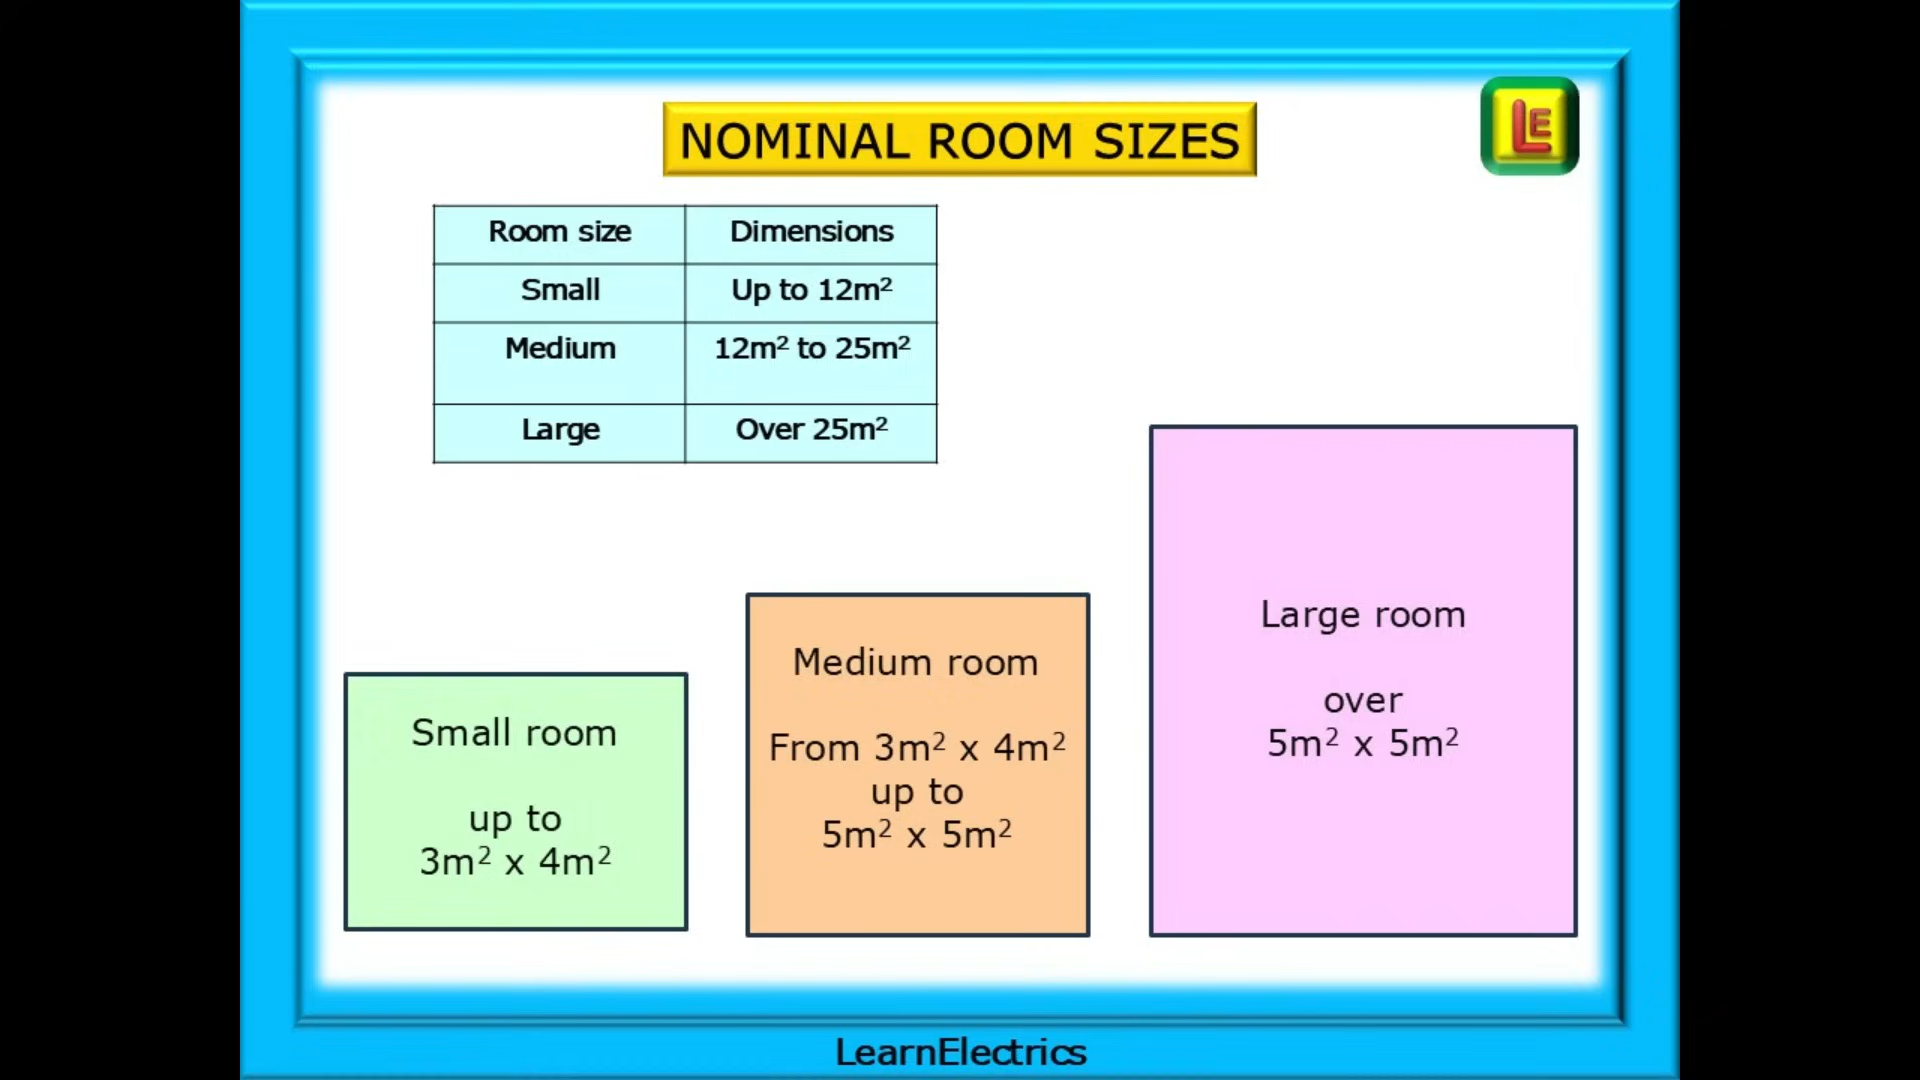 NOMINAL ROOM SIZES
LE
Room size Dimensions
Small Up to 12m²
Medium 12m² to 25m²
Large Over 25m²
Small room
up to
3m² x 4m²
Medium room
From 3m² x 4m²
up to
5m² x 5m²
Large room
over
5m² x 5m²
LearnElectrics